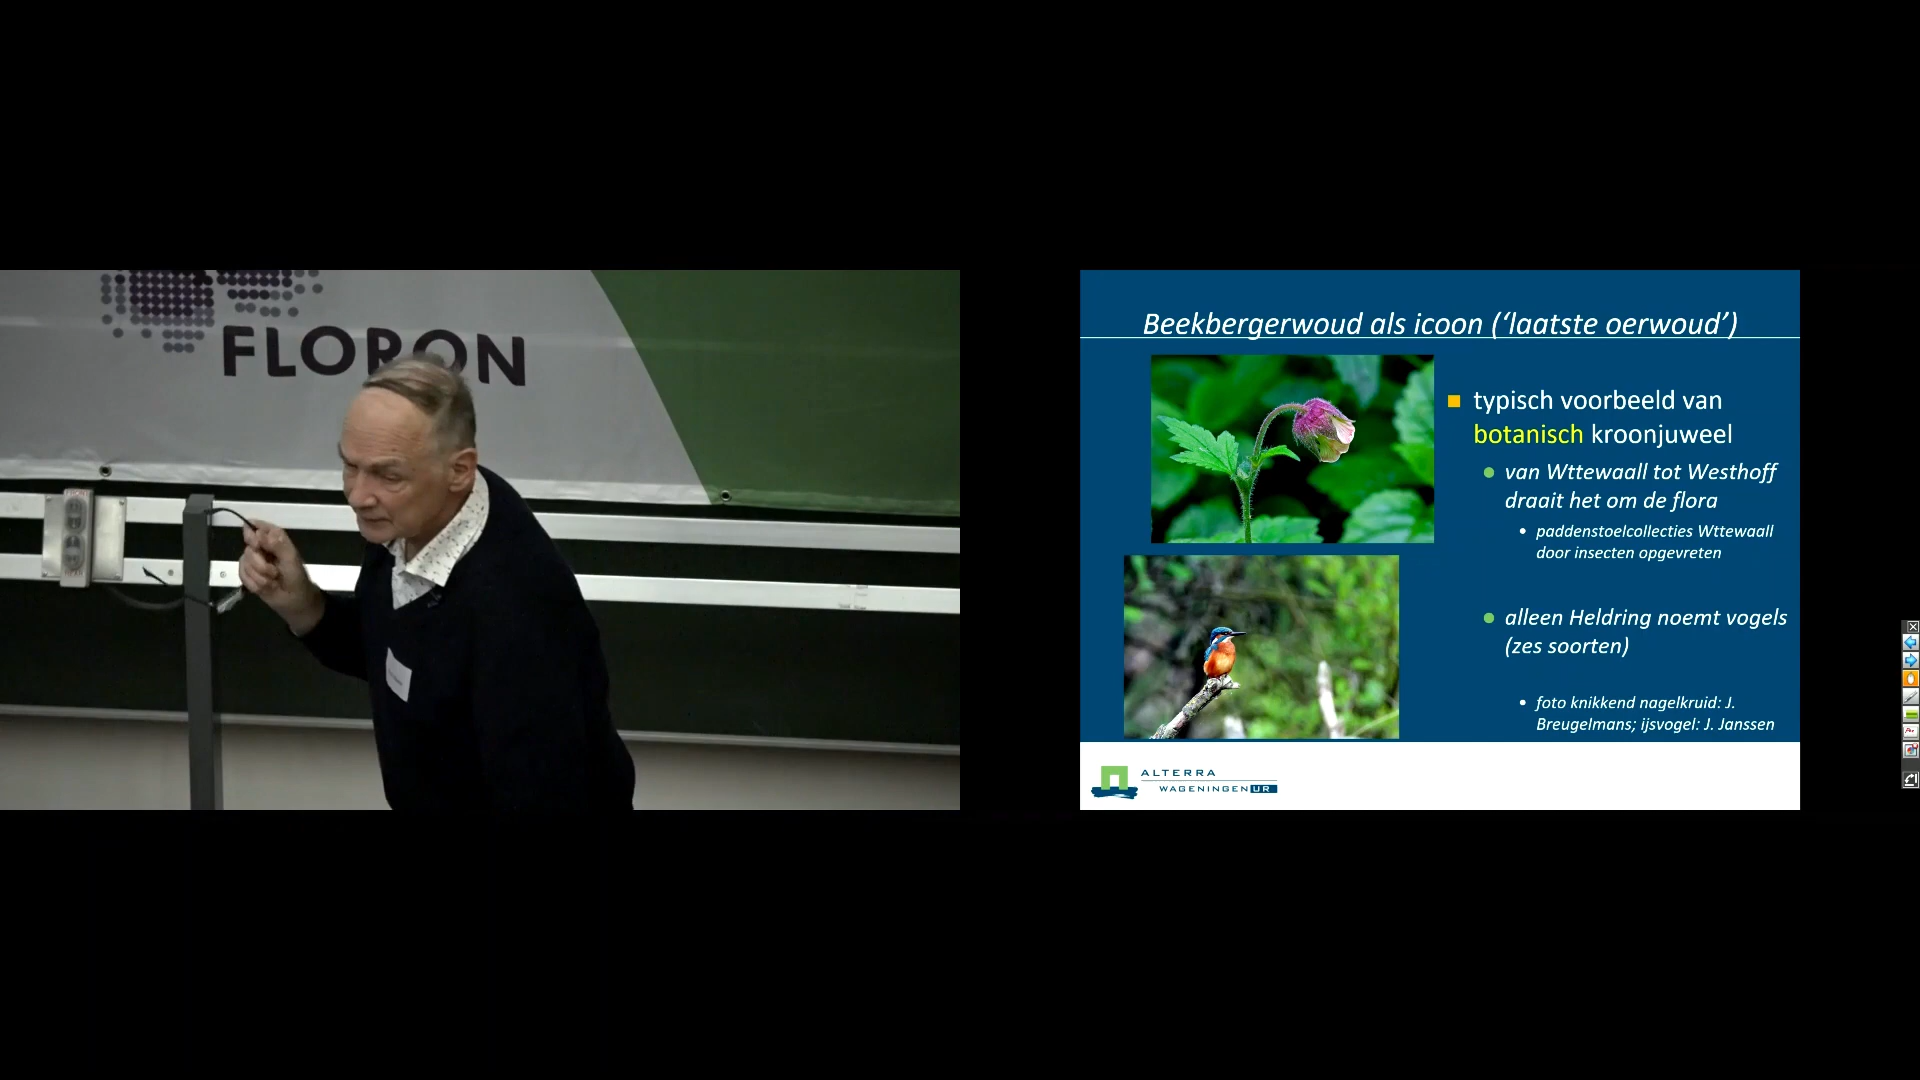 FLORON
Beekbergerwoud als icoon (‘laatste oerwoud’)
typisch voorbeeld van
botanisch kroonjuweel
van Wttewaall tot Westhoff
draait het om de flora
paddenstoelcollecties Wttewaall
door insecten opgevreten
alleen Heldring noemt vogels
(zes soorten)
foto knikkend nagelkruid: J.
Breugelmans; ijsvogel: J. Janssen
ALTERRA
WAGENINGEN UR